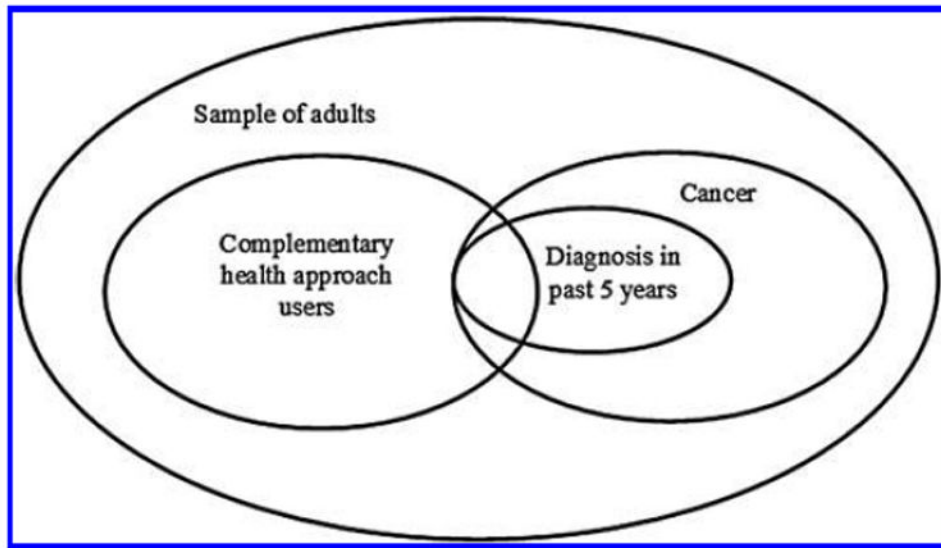 Sample of adults
Cancer
Complementary
health approach
users
Diagnosis in
past 5 years